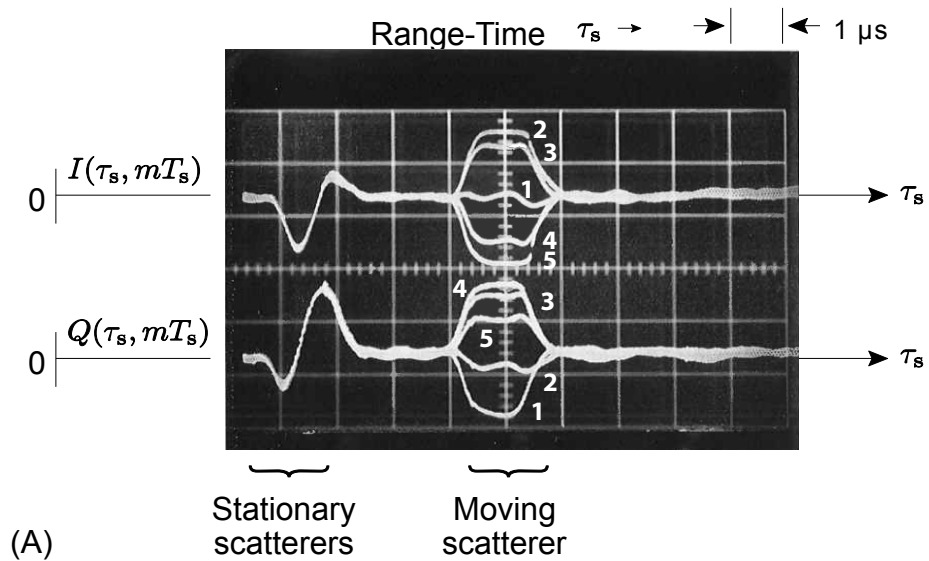 Range-Time τs → 1 μs
I(τs, mTs)
0
τs
2
3
1
4
5
4
3
Q(τs, mTs)
5
0
τs
2
1
Stationary scatterers
Moving scatterer
(A)